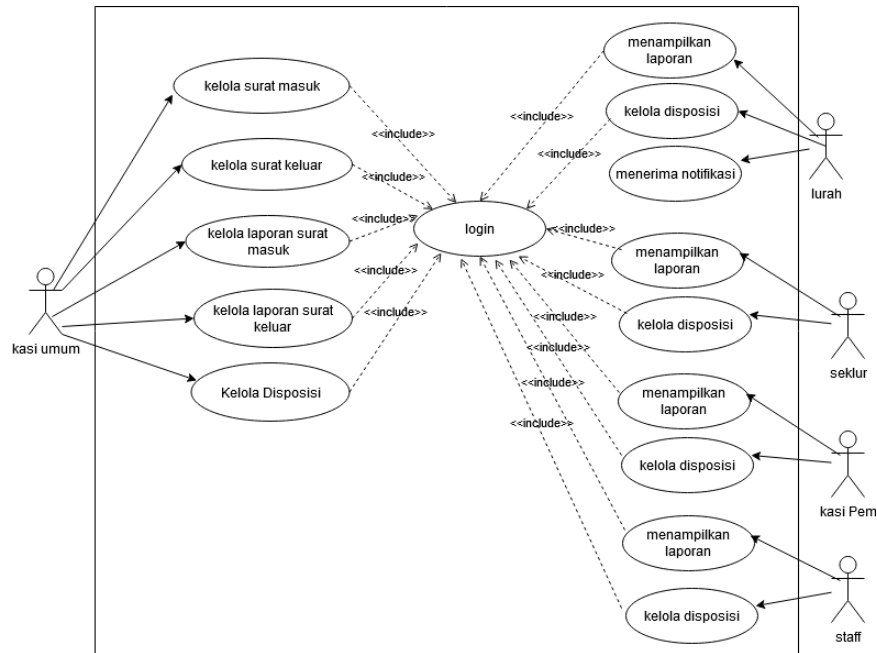 kelola surat masuk
kelola surat keluar
kelola laporan surat
masuk
kelola laporan surat
keluar
Kelola Disposisi
kasi umum
<<include>>
<<include>>
<<include>>
<<include>>
<<include>>
login
<<include>>
<<include>>
<<include>>
<<include>>
<<include>>
<<include>>
<<include>>
<<include>>
menampilkan
laporan
kelola disposisi
menerima notifikasi
lurah
menampilkan
laporan
kelola disposisi
seklur
menampilkan
laporan
kelola disposisi
kasi Pem
menampilkan
laporan
kelola disposisi
staff